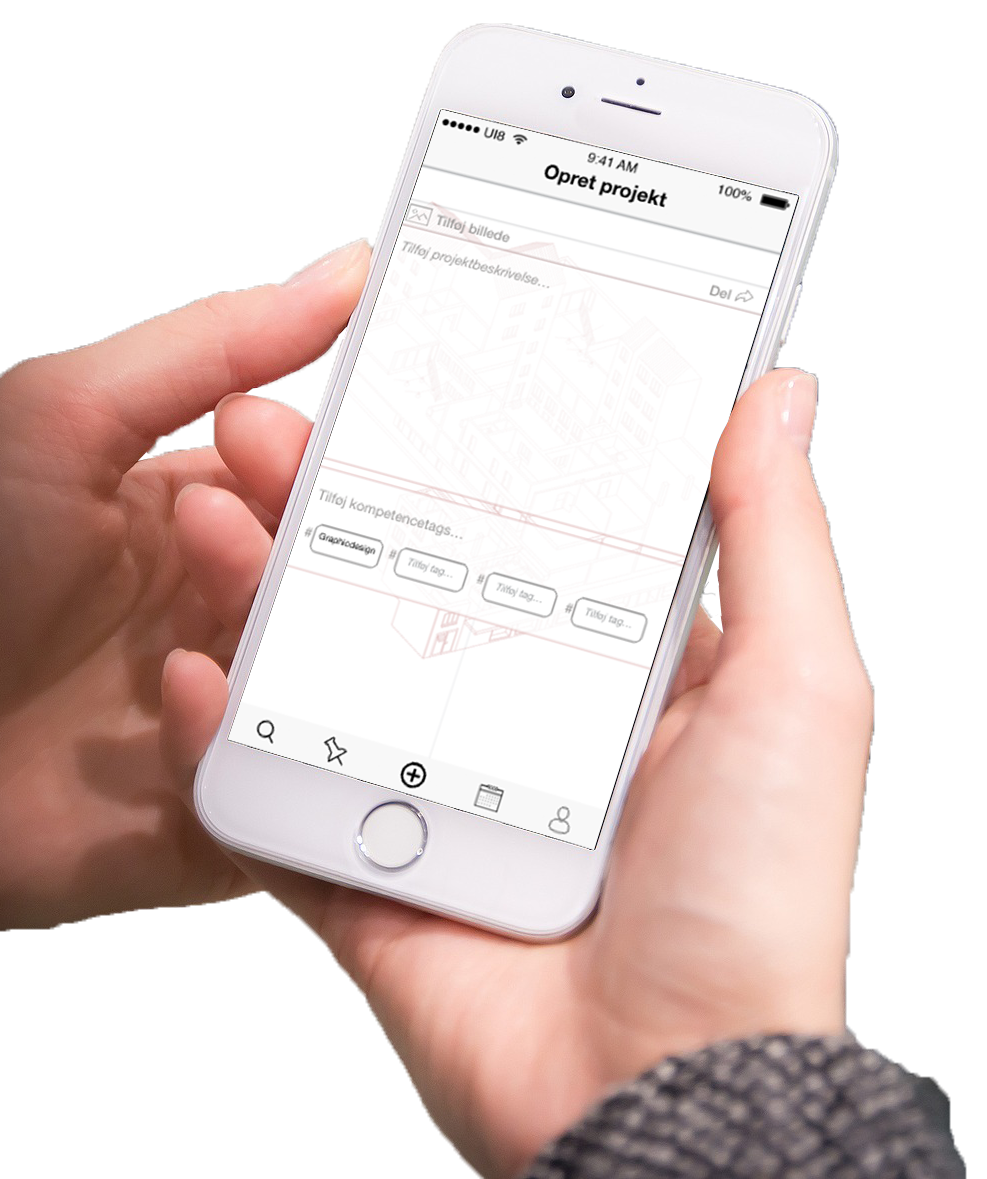 ●●●●● UI8 9:41 AM 100%
Opret projekt
Tilføj billede
Tilføj projektbeskrivelse...
Del
Tilføj kompetencetags...
# Graphicdesign # Tilføj tag... # Tilføj tag... # Tilføj tag...